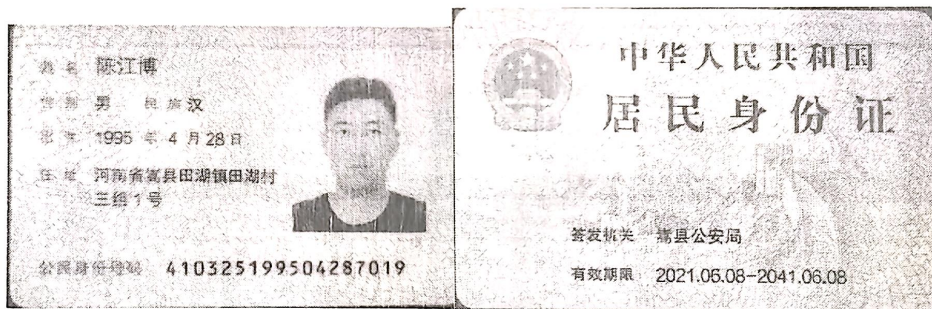 姓名 陈江博
性别 男 民族 汉
出生 1995 年 4 月 28 日
住址 河南省嵩县田湖镇田湖村
三组1号
公民身份号码 410325199504287019
中华人民共和国
居民身份证
签发机关 嵩县公安局
有效期限 2021.06.08-2041.06.08